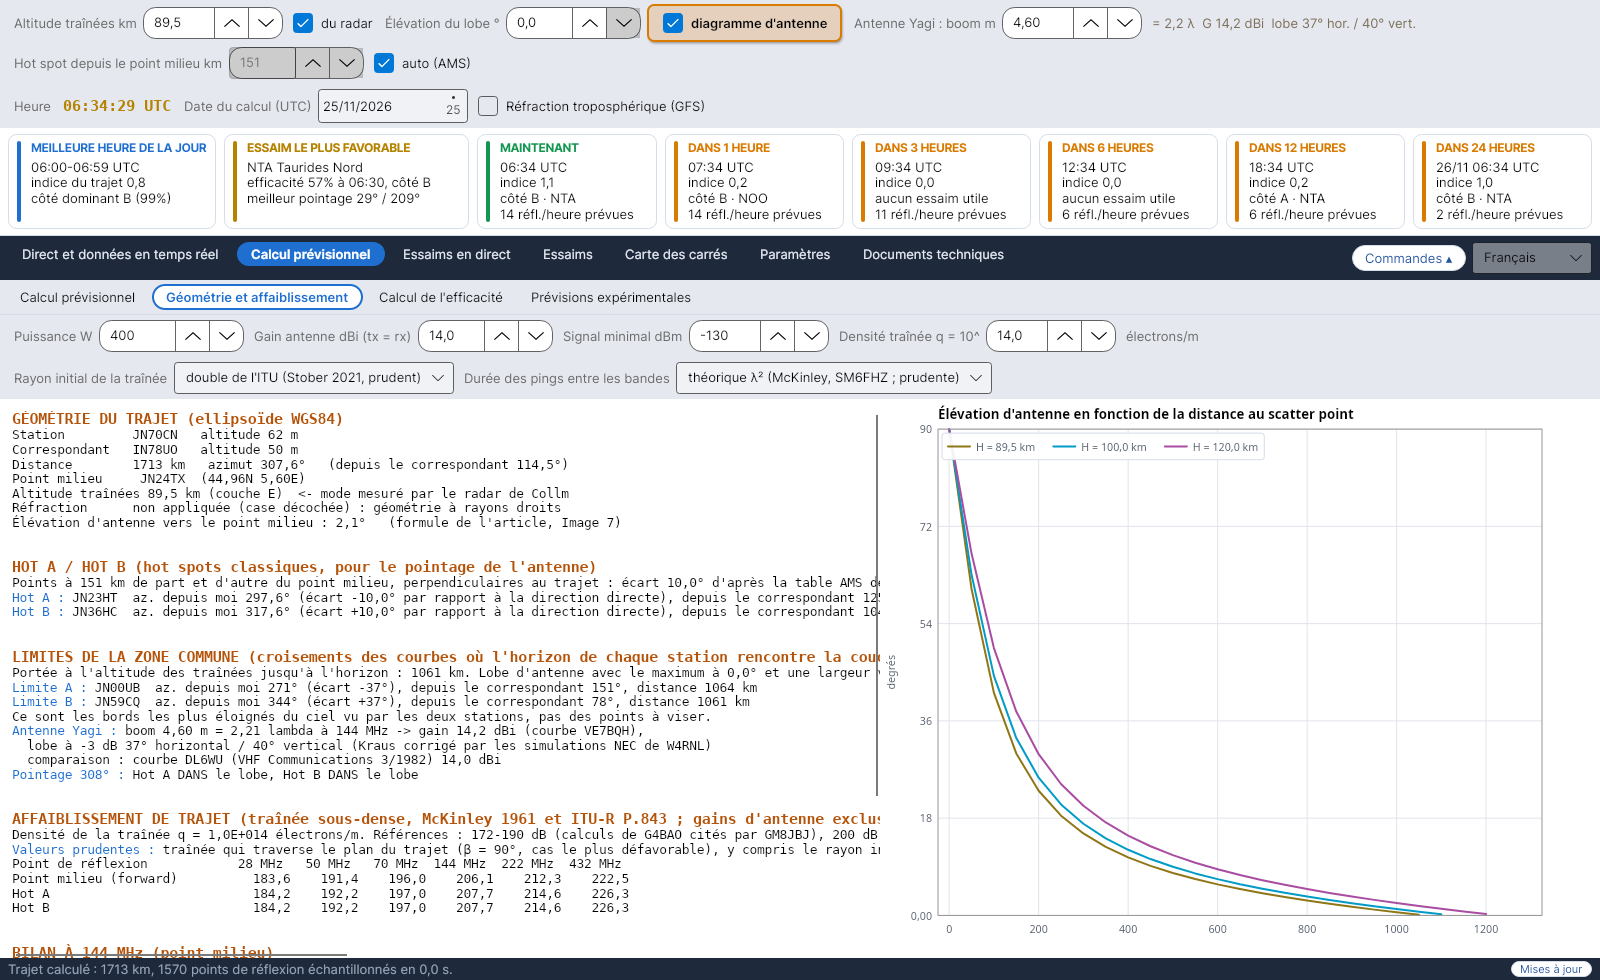 Altitude traînées km 89,5 du radar Élévation du lobe ° 0,0 diagramme d'antenne Antenne Yagi : boom m 4,60 = 2,2 λ G 14,2 dBi lobe 37° hor. / 40° vert.
Hot spot depuis le point milieu km 151 auto (AMS)
Heure 06:34:29 UTC Date du calcul (UTC) 25/11/2026 25 Réfraction troposphérique (GFS)
MEILLEURE HEURE DE LA JOUR
06:00-06:59 UTC
indice du trajet 0,8
côté dominant B (99%)
ESSAIM LE PLUS FAVORABLE
NTA Taurides Nord
efficacité 57% à 06:30, côté B
meilleur pointage 29° / 209°
MAINTENANT
06:34 UTC
indice 1,1
côté B · NTA
14 réfl./heure prévues
DANS 1 HEURE
07:34 UTC
indice 0,2
côté B · NOO
14 réfl./heure prévues
DANS 3 HEURES
09:34 UTC
indice 0,0
aucun essaim utile
11 réfl./heure prévues
DANS 6 HEURES
12:34 UTC
indice 0,0
aucun essaim utile
6 réfl./heure prévues
DANS 12 HEURES
18:34 UTC
indice 0,2
côté A · NTA
6 réfl./heure prévues
DANS 24 HEURES
26/11 06:34 UTC
indice 1,0
côté B · NTA
2 réfl./heure prévues
Direct et données en temps réel Calcul prévisionnel Essaims en direct Essaims Carte des carrés Paramètres Documents techniques Commandes ▴ Français
Calcul prévisionnel Géométrie et affaiblissement Calcul de l'efficacité Prévisions expérimentales
Puissance W 400 Gain antenne dBi (tx = rx) 14,0 Signal minimal dBm -130 Densité traînée q = 10^ 14,0 électrons/m
Rayon initial de la traînée double de l'ITU (Stober 2021, prudent) Durée des pings entre les bandes théorique λ² (McKinley, SM6FHZ ; prudente)
GÉOMÉTRIE DU TRAJET (ellipsoïde WGS84)
Station JN70CN altitude 62 m
Correspondant IN78UO altitude 50 m
Distance 1713 km azimut 307,6° (depuis le correspondant 114,5°)
Point milieu JN24TX (44,96N 5,60E)
Altitude traînées 89,5 km (couche E) <- mode mesuré par le radar de Collm
Réfraction non appliquée (case décochée) : géométrie à rayons droits
Élévation d'antenne vers le point milieu : 2,1° (formule de l'article, Image 7)
HOT A / HOT B (hot spots classiques, pour le pointage de l'antenne)
Points à 151 km de part et d'autre du point milieu, perpendiculaires au trajet : écart 10,0° d'après la table AMS
Hot A : JN23HT az. depuis moi 297,6° (écart -10,0° par rapport à la direction directe), depuis le correspondant
Hot B : JN36HC az. depuis moi 317,6° (écart +10,0° par rapport à la direction directe), depuis le correspondant
LIMITES DE LA ZONE COMMUNE (croisements des courbes où l'horizon de chaque station rencontre la
Portée à l'altitude des traînées jusqu'à l'horizon : 1061 km. Lobe d'antenne avec le maximum à 0,0° et une largeur
Limite A : JN00UB az. depuis moi 271° (écart -37°), depuis le correspondant 151°, distance 1064 km
Limite B : JN59CQ az. depuis moi 344° (écart +37°), depuis le correspondant 78°, distance 1061 km
Ce sont les bords les plus éloignés du ciel vu par les deux stations, pas des points à viser.
Antenne Yagi : boom 4,60 m = 2,21 lambda à 144 MHz -> gain 14,2 dBi (courbe VE7BQH),
lobe à -3 dB 37° horizontal / 40° vertical (Kraus corrigé par les simulations NEC de W4RNL)
comparaison : courbe DL6WU (VHF Communications 3/1982) 14,0 dBi
Pointage 308° : Hot A DANS le lobe, Hot B DANS le lobe
AFFAIBLISSEMENT DE TRAJET (traînée sous-dense, McKinley 1961 et ITU-R P.843 ; gains d'antenne
Densité de la traînée q = 1,0E+014 électrons/m. Références : 172-190 dB (calculs de G4BAO cités par GM8JBJ), 200 dB
Valeurs prudentes : traînée qui traverse le plan du trajet (β = 90°, cas le plus défavorable), y compris le rayon
Point de réflexion 28 MHz 50 MHz 70 MHz 144 MHz 222 MHz 432 MHz
Point milieu (forward) 183,6 191,4 196,0 206,1 212,3 222,5
Hot A 184,2 192,2 197,0 207,7 214,6 226,3
Hot B 184,2 192,2 197,0 207,7 214,6 226,3
BILAN À 144 MHz (point milieu)
Élévation d'antenne en fonction de la distance au scatter point
H = 89,5 km H = 100,0 km H = 120,0 km
degrés
90
72
54
36
18
0,00
0 200 400 600 800 1000 1200
Trajet calculé : 1713 km, 1570 points de réflexion échantillonnés en 0,0 s. Mises à jour